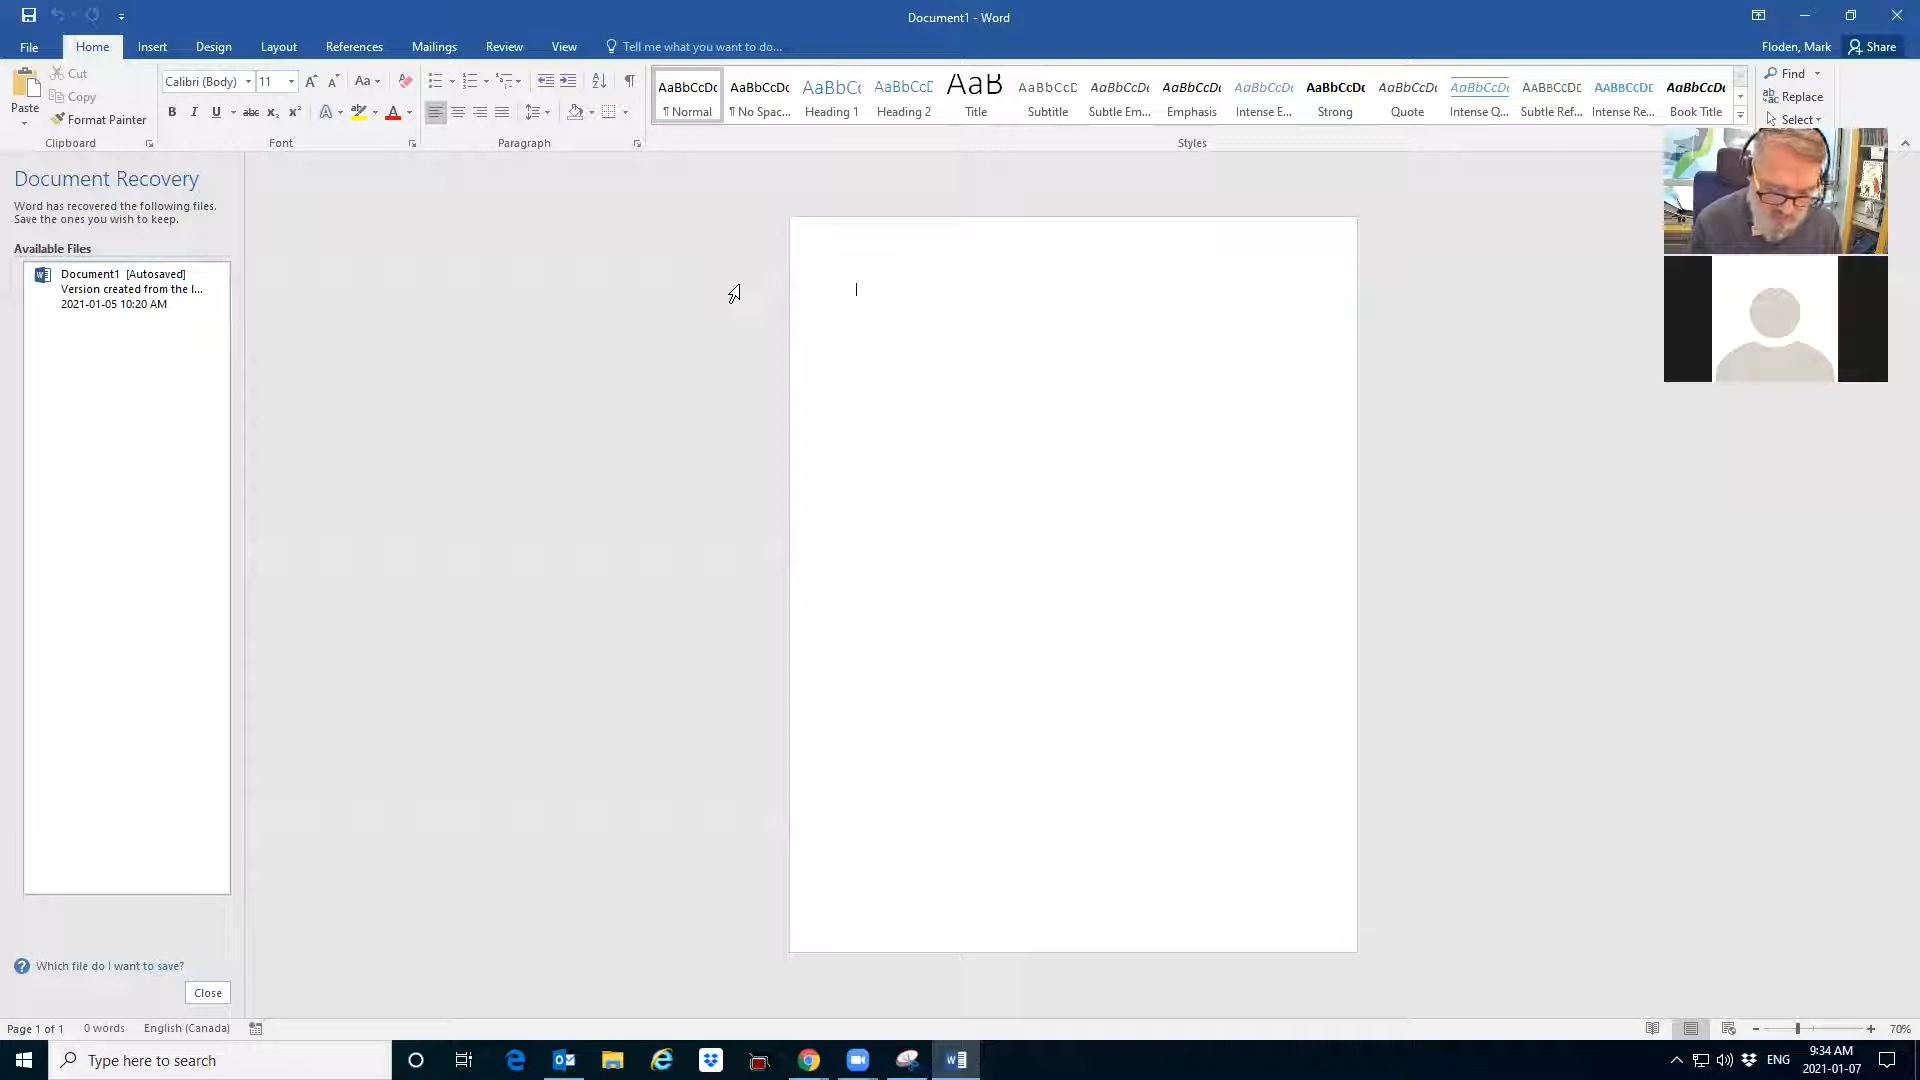 Document1 - Word
File Home Insert Design Layout References Mailings Review View Tell me what you want to do... Floden, Mark Share
Paste
Cut
Copy
Format Painter
Clipboard
Calibri (Body) 11
Font
Paragraph
AaBbCcDc AaBbCcDc AaBbCc AaBbCcD AaB AaBbCcD AaBbCcDc AaBbCcDc AaBbCcDc AaBbCcDc AaBbCcDc AaBbCcDc AABBCCDC AABBCCDC AaBbCcDc
¶ Normal ¶ No Spac... Heading 1 Heading 2 Title Subtitle Subtle Em... Emphasis Intense E... Strong Quote Intense Q... Subtle Ref... Intense Re... Book Title
Styles
Find
Replace
Select
Document Recovery
Word has recovered the following files.
Save the ones you wish to keep.
Available Files
Document1 [Autosaved]
Version created from the l...
2021-01-05 10:20 AM
Which file do I want to save?
Close
Page 1 of 1 0 words English (Canada) 70%
Type here to search
ENG
9:34 AM
2021-01-07